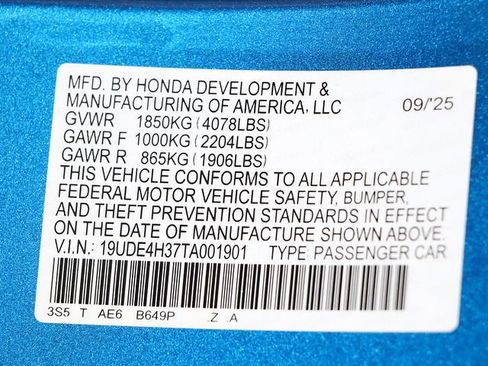 MFD. BY HONDA DEVELOPMENT &
MANUFACTURING OF AMERICA, LLC 09/'25
GVWR 1850KG (4078LBS)
GAWR F 1000KG (2204LBS)
GAWR R 865KG (1906LBS)
THIS VEHICLE CONFORMS TO ALL APPLICABLE
FEDERAL MOTOR VEHICLE SAFETY, BUMPER,
AND THEFT PREVENTION STANDARDS IN EFFECT
ON THE DATE OF MANUFACTURE SHOWN ABOVE.
V.I.N.: 19UDE4H37TA001901 TYPE: PASSENGER CAR
3S5 T AE6 B649P .Z .A